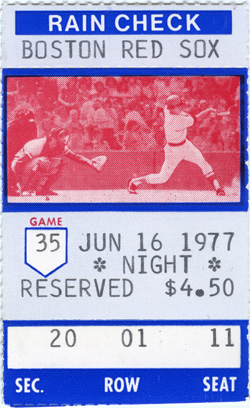 RAIN CHECK
BOSTON RED SOX
GAME
35 JUN 16 1977
* NIGHT *
RESERVED $4.50
20 01 11
SEC. ROW SEAT